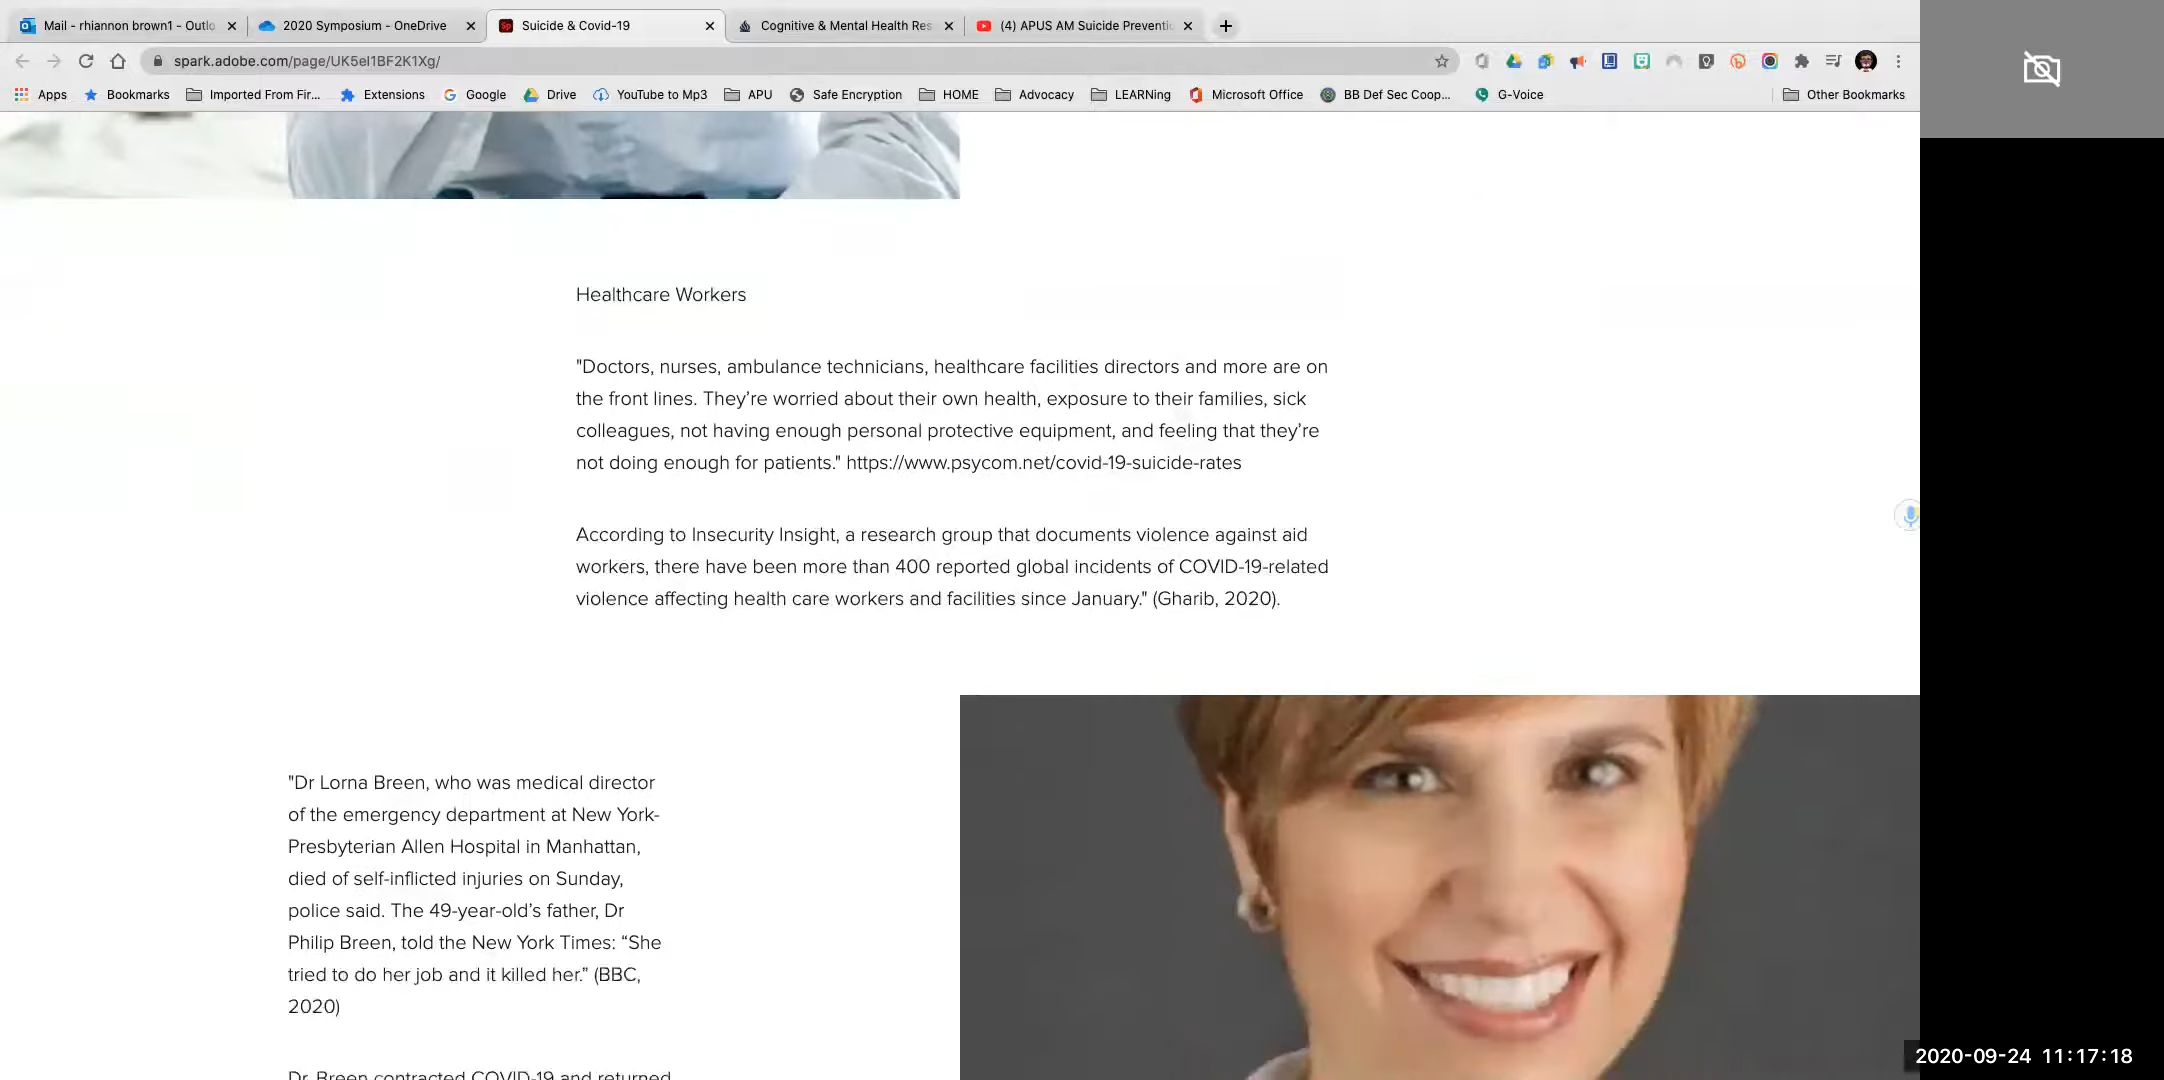 Mail - rhiannon brown1 - Outlo
2020 Symposium - OneDrive
Suicide & Covid-19
Cognitive & Mental Health Res
(4) APUS AM Suicide Preventi
spark.adobe.com/page/UK5eI1BF2K1Xg/
Apps
Bookmarks
Imported From Fir...
Extensions
Google
Drive
YouTube to Mp3
APU
Safe Encryption
HOME
Advocacy
LEARNing
Microsoft Office
BB Def Sec Coop...
G-Voice
Other Bookmarks
Healthcare Workers
"Doctors, nurses, ambulance technicians, healthcare facilities directors and more are on
the front lines. They’re worried about their own health, exposure to their families, sick
colleagues, not having enough personal protective equipment, and feeling that they’re
not doing enough for patients." https://www.psycom.net/covid-19-suicide-rates
According to Insecurity Insight, a research group that documents violence against aid
workers, there have been more than 400 reported global incidents of COVID-19-related
violence affecting health care workers and facilities since January." (Gharib, 2020).
"Dr Lorna Breen, who was medical director
of the emergency department at New York-
Presbyterian Allen Hospital in Manhattan,
died of self-inflicted injuries on Sunday,
police said. The 49-year-old’s father, Dr
Philip Breen, told the New York Times: “She
tried to do her job and it killed her.” (BBC,
2020)
Dr. Breen contracted COVID-19 and returned
2020-09-24 11:17:18